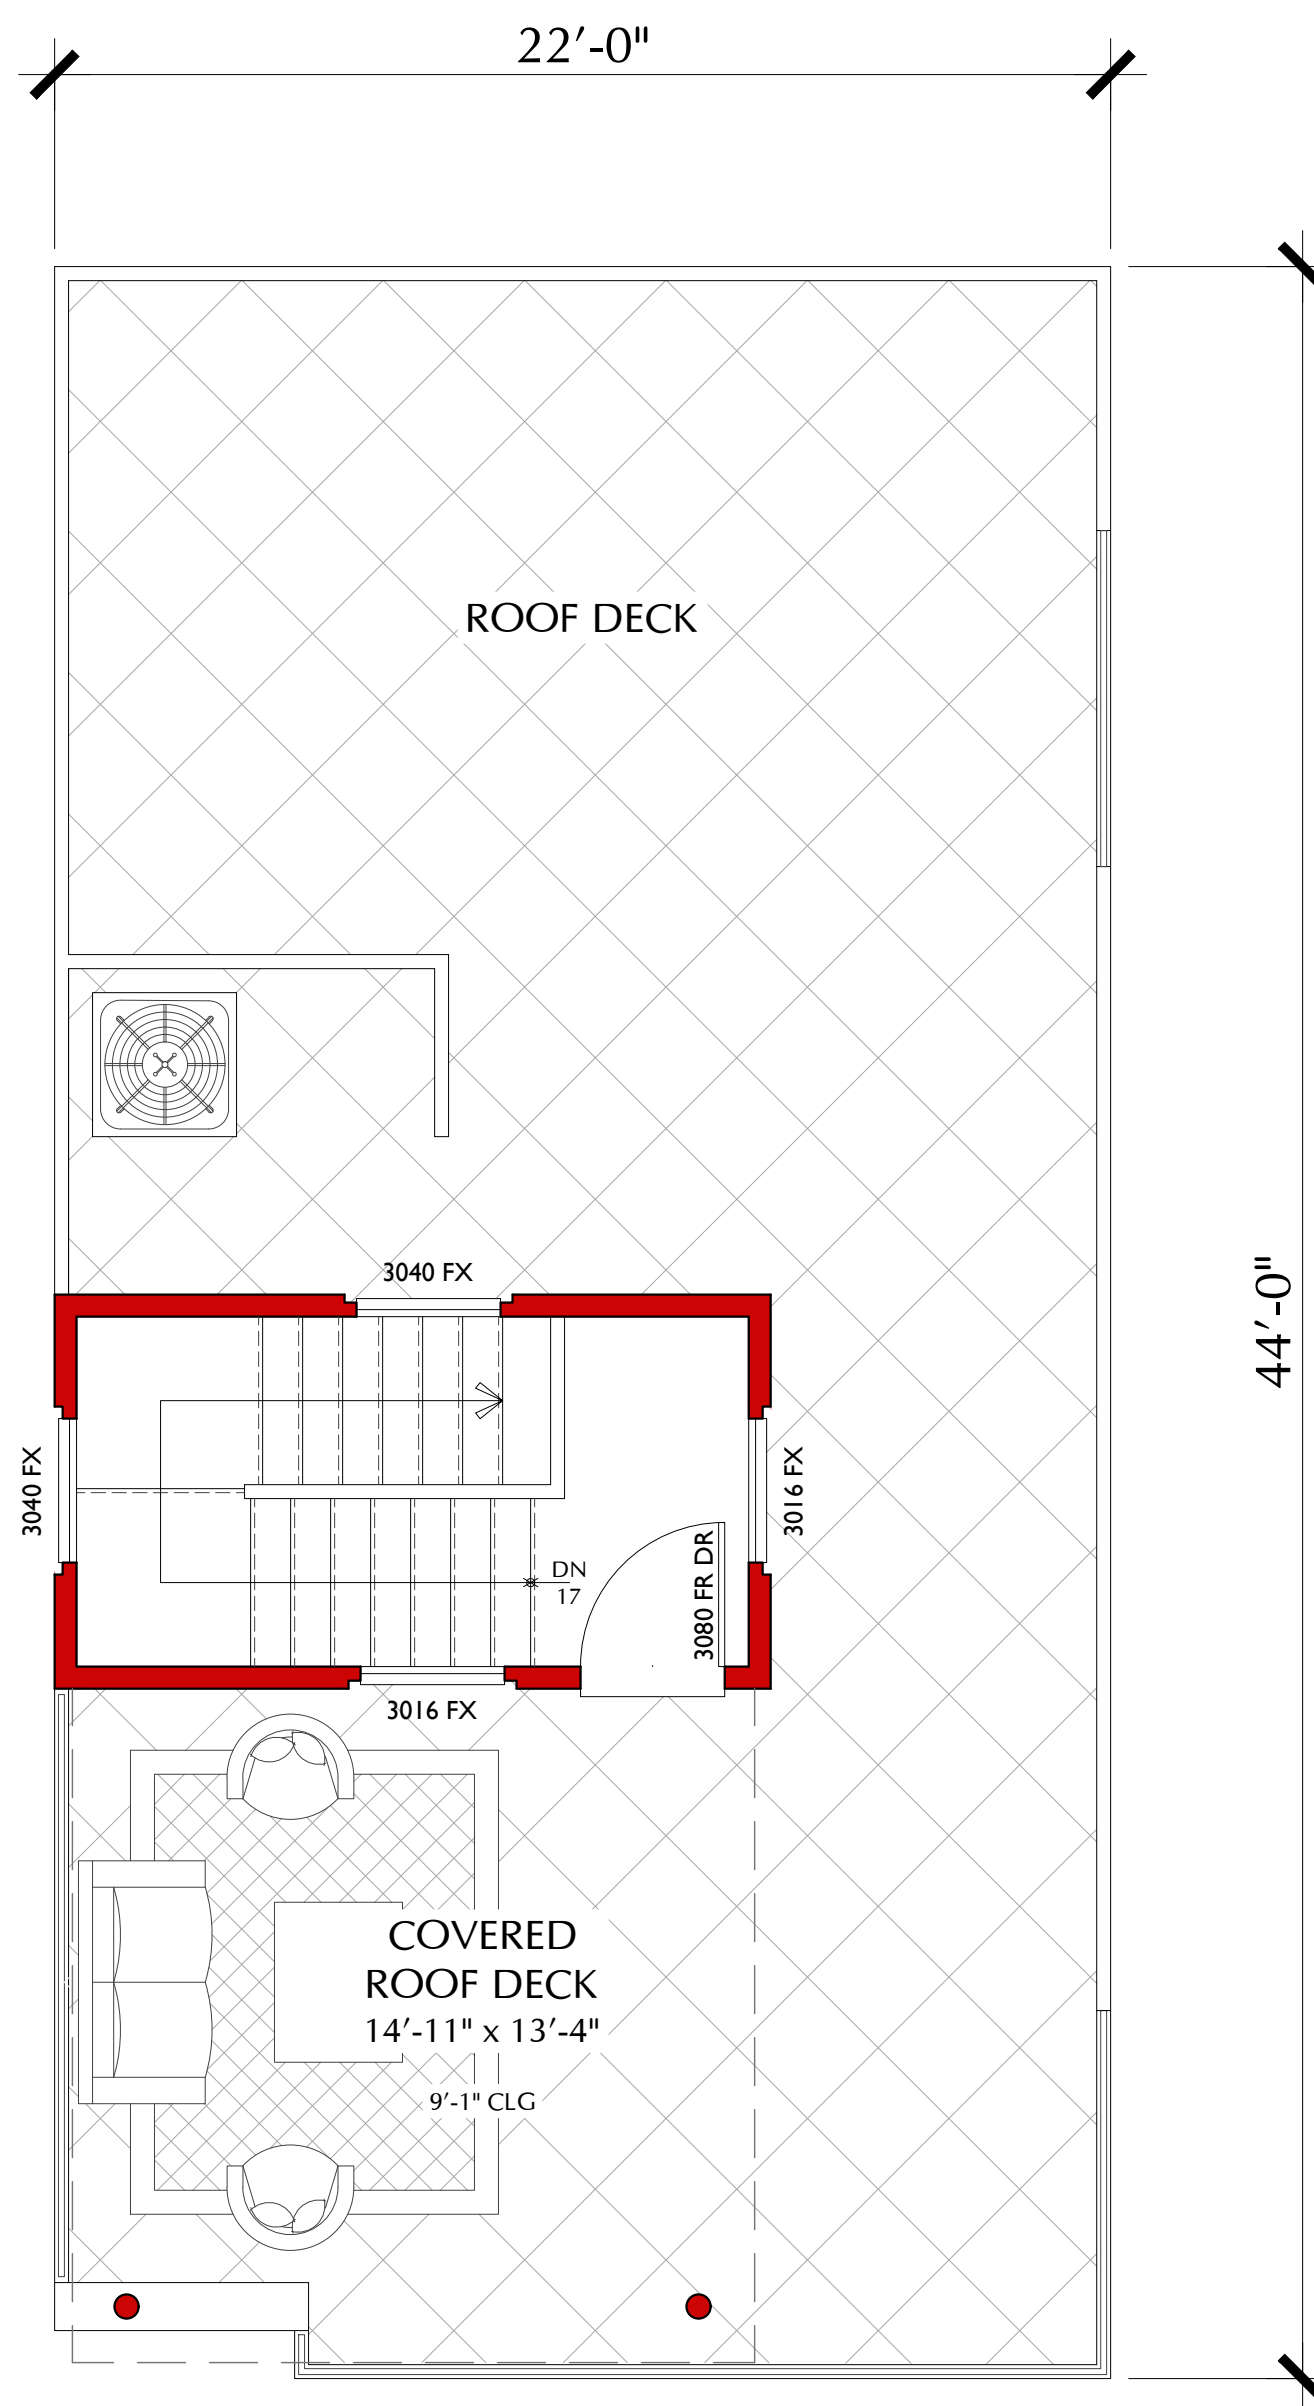 22'-0"
ROOF DECK
44'-0"
3040 FX
3040 FX
3016 FX
3080 FR DR
DN
17
3016 FX
COVERED
ROOF DECK
14'-11" x 13'-4"
9'-1" CLG